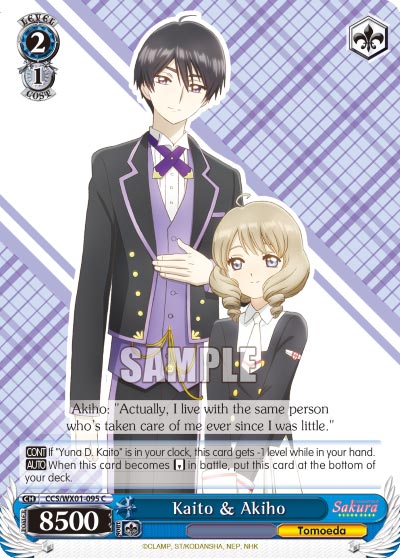 LEVEL
2
1
COST
SAMPLE
Akiho: "Actually, I live with the same person
who's taken care of me ever since I was little."
CONT If "Yuna D. Kaito" is in your clock, this card gets -1 level while in your hand.
AUTO When this card becomes in battle, put this card at the bottom of
your deck.
CH CCS/WX01-095 C
POWER 8500
Kaito & Akiho
Sakura
Tomoeda
©CLAMP, ST/KODANSHA, NEP, NHK